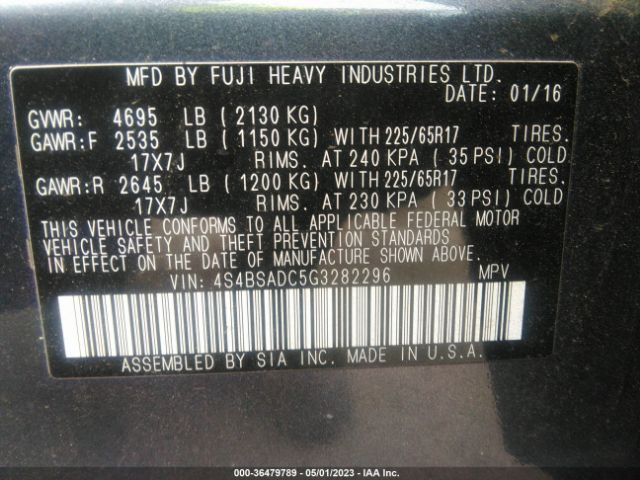 MFD BY FUJI HEAVY INDUSTRIES LTD.
DATE: 01/16
GVWR: 4695 LB ( 2130 KG)
GAWR:F 2535 LB ( 1150 KG) WITH 225/65R17 TIRES.
17X7J RIMS. AT 240 KPA ( 35 PSI) COLD
GAWR:R 2645 LB ( 1200 KG) WITH 225/65R17 TIRES.
17X7J RIMS. AT 230 KPA ( 33 PSI) COLD
THIS VEHICLE CONFORMS TO ALL APPLICABLE FEDERAL MOTOR
VEHICLE SAFETY AND THEFT PREVENTION STANDARDS
IN EFFECT ON THE DATE OF MANUFACTURE SHOWN ABOVE.
VIN: 4S4BSADC5G3282296 MPV
ASSEMBLED BY SIA INC. MADE IN U.S.A.
000-36479789 - 05/01/2023 - IAA Inc.